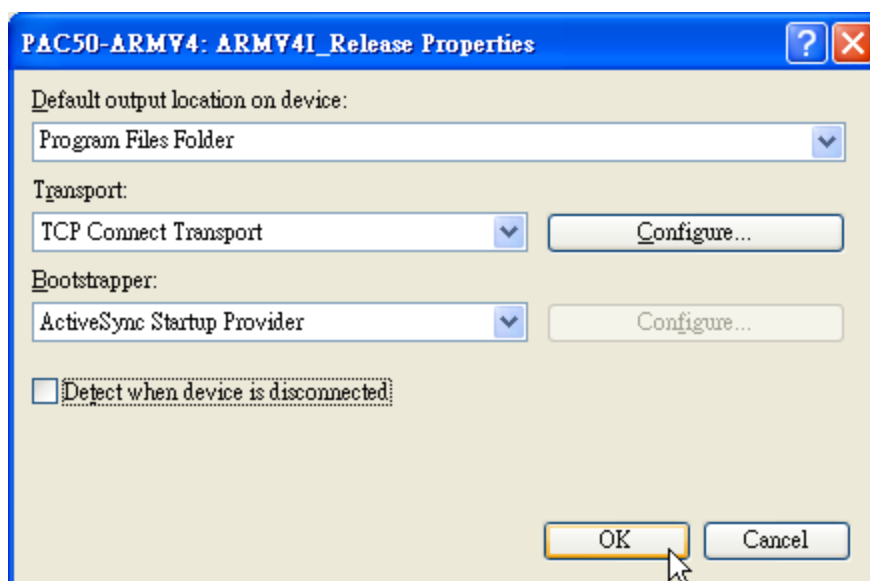 PAC50-ARMV4: ARMV4I_Release Properties
Default output location on device:
Program Files Folder
Transport:
TCP Connect Transport
Configure...
Bootstrapper:
ActiveSync Startup Provider
Configure...
Detect when device is disconnected
OK
Cancel